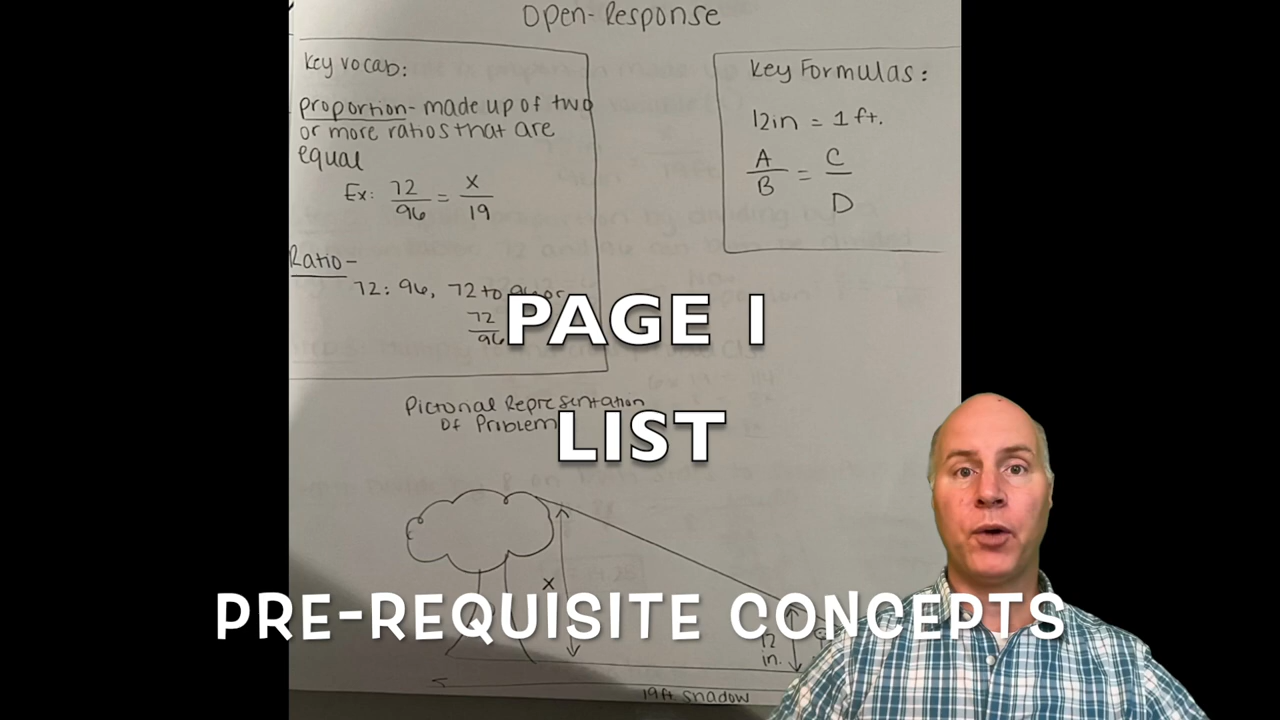 Open-Response
Key vocab:
proportion- made up of two
or more ratios that are
equal
Ex: 72/96 = X/19
Ratio-
72: 96, 72 to 96 or
72/96
Key Formulas:
12in = 1 ft.
A/B = C/D
PAGE 1
LIST
Pictorial Representation
Of Problem
X
PRE-REQUISITE CONCEPTS
in.
19ft shadow